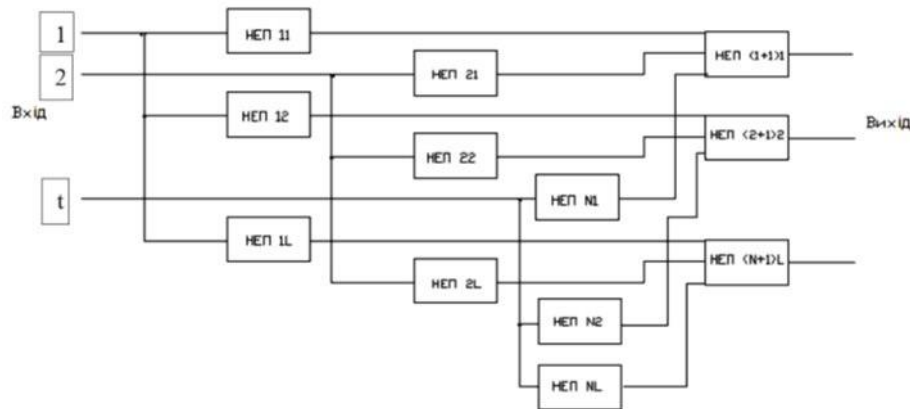 1
НЕП 11
НЕП (1+1)1
2
НЕП 21
Вхід
НЕП 12
НЕП (2+1)2
Вихід
НЕП 22
t
НЕП N1
НЕП 1L
НЕП (N+1)L
НЕП 2L
НЕП N2
НЕП NL